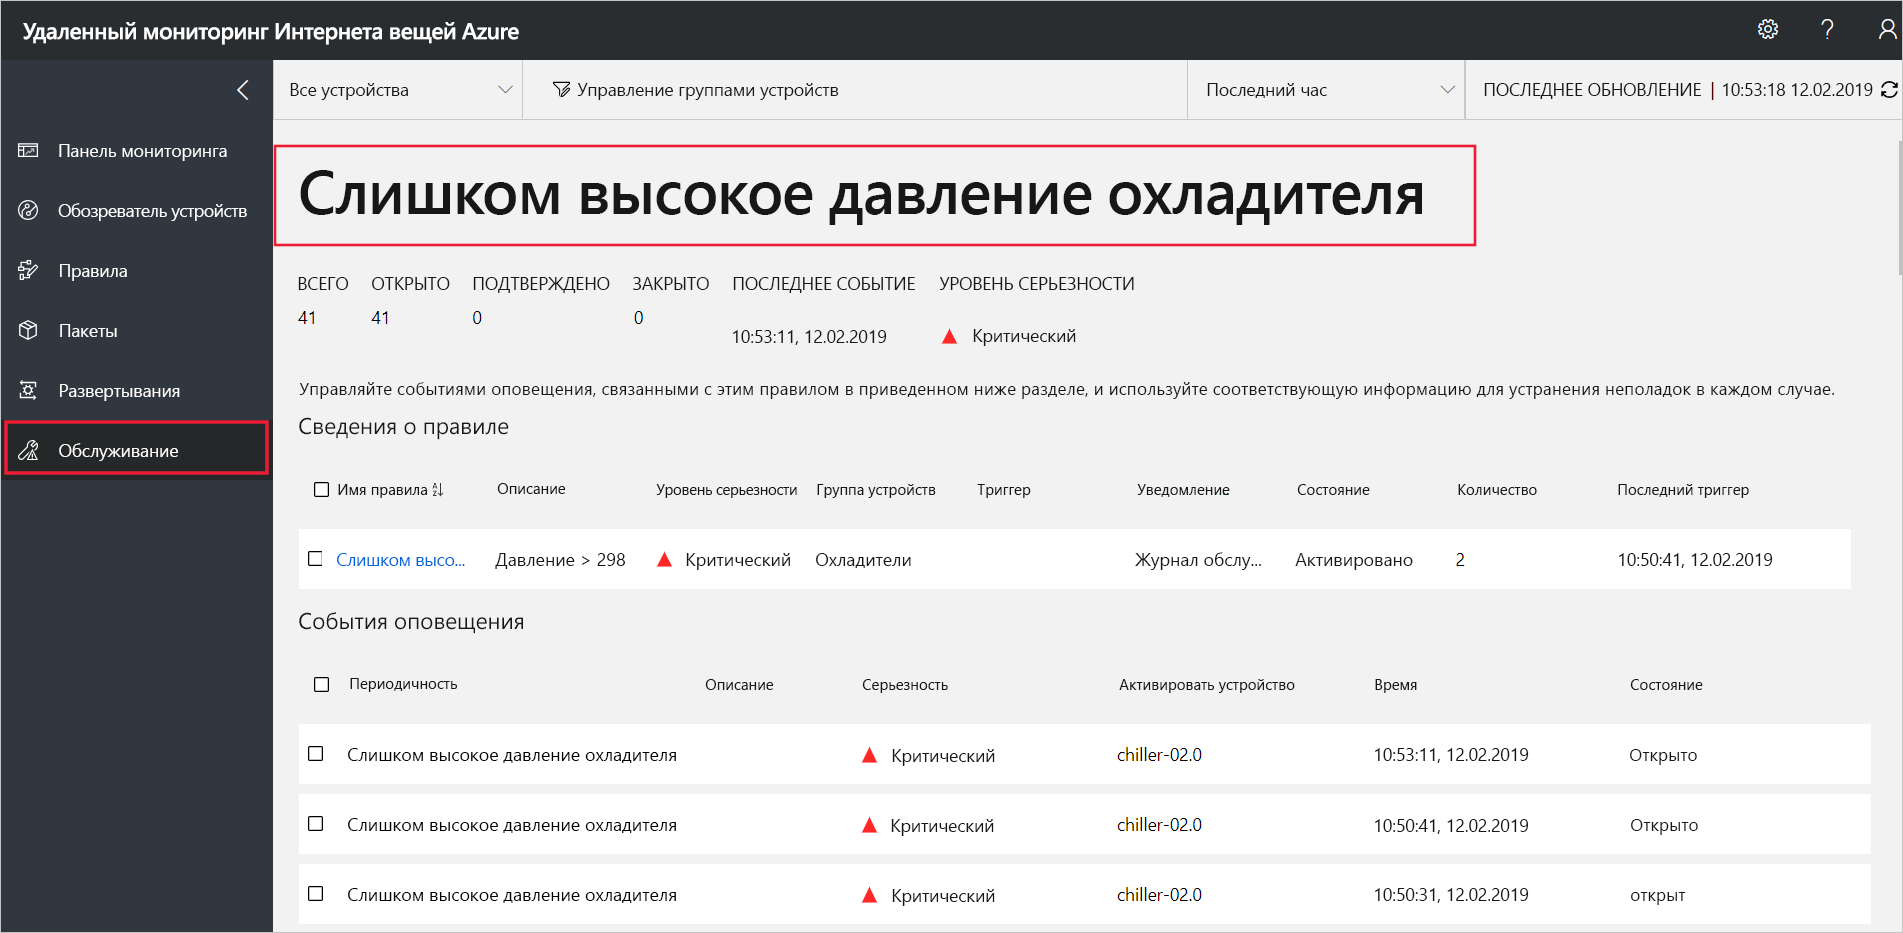 Удаленный мониторинг Интернета вещей Azure
Все устройства
Управление группами устройств
Последний час
ПОСЛЕДНЕЕ ОБНОВЛЕНИЕ | 10:53:18 12.02.2019
Панель мониторинга
Обозреватель устройств
Правила
Пакеты
Развертывания
Обслуживание
Слишком высокое давление охладителя
ВСЕГО ОТКРЫТО ПОДТВЕРЖДЕНО ЗАКРЫТО ПОСЛЕДНЕЕ СОБЫТИЕ УРОВЕНЬ СЕРЬЕЗНОСТИ
41 41 0 0
10:53:11, 12.02.2019 Критический
Управляйте событиями оповещения, связанными с этим правилом в приведенном ниже разделе, и используйте соответствующую информацию для устранения неполадок в каждом случае.
Сведения о правиле
Имя правила Описание Уровень серьезности Группа устройств Триггер Уведомление Состояние Количество Последний триггер
Слишком высо... Давление > 298 Критический Охладители Журнал обслу... Активировано 2 10:50:41, 12.02.2019
События оповещения
Периодичность Описание Серьезность Активировать устройство Время Состояние
Слишком высокое давление охладителя Критический chiller-02.0 10:53:11, 12.02.2019 Открыто
Слишком высокое давление охладителя Критический chiller-02.0 10:50:41, 12.02.2019 Открыто
Слишком высокое давление охладителя Критический chiller-02.0 10:50:31, 12.02.2019 открыт